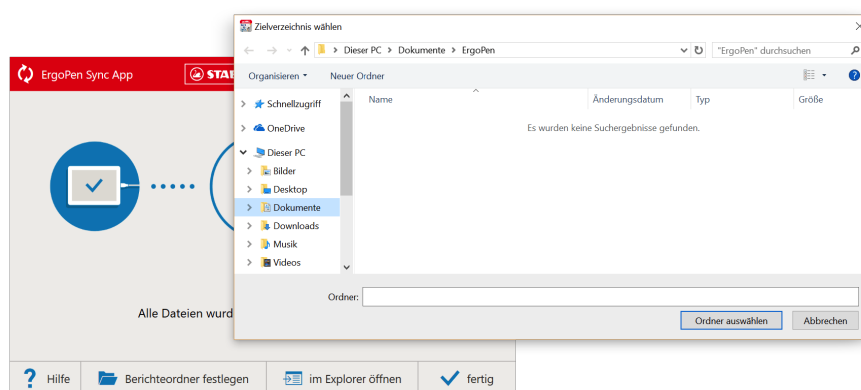 Zielverzeichnis wählen
Dieser PC > Dokumente > ErgoPen
"ErgoPen" durchsuchen
ErgoPen Sync App
Organisieren
Neuer Ordner
Name
Änderungsdatum
Typ
Größe
Es wurden keine Suchergebnisse gefunden.
Schnellzugriff
OneDrive
Dieser PC
Bilder
Desktop
Dokumente
Downloads
Musik
Videos
Ordner:
Alle Dateien wurd
Ordner auswählen
Abbrechen
? Hilfe
Berichteordner festlegen
im Explorer öffnen
fertig